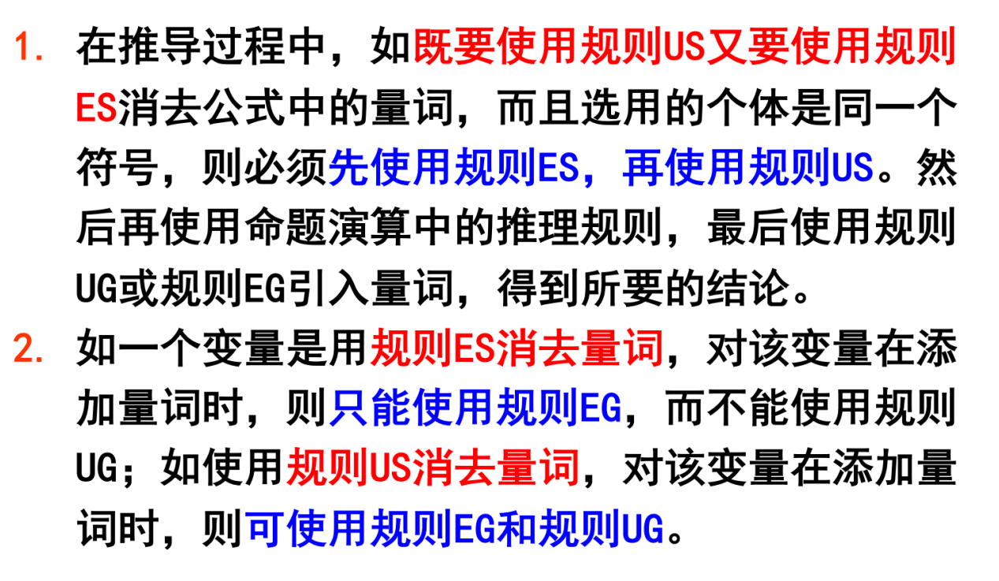 1. 在推导过程中，如既要使用规则US又要使用规则
ES消去公式中的量词，而且选用的个体是同一个
符号，则必须先使用规则ES，再使用规则US。然
后再使用命题演算中的推理规则，最后使用规则
UG或规则EG引入量词，得到所要的结论。
2. 如一个变量是用规则ES消去量词，对该变量在添
加量词时，则只能使用规则EG，而不能使用规则
UG；如使用规则US消去量词，对该变量在添加量
词时，则可使用规则EG和规则UG。